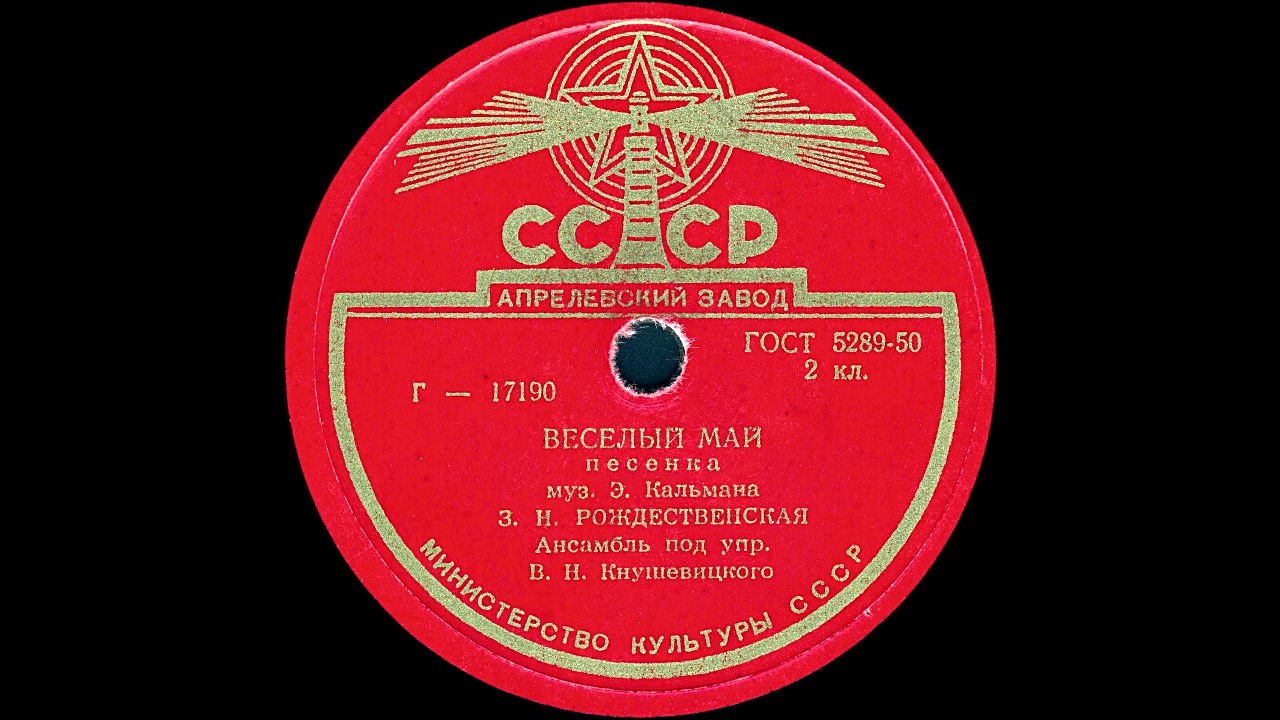 СССР
АПРЕЛЕВСКИЙ ЗАВОД
ГОСТ 5289-50
2 кл.
Г — 17190
ВЕСЕЛЫЙ МАЙ
песенка
муз. Э. Кальмана
З. Н. РОЖДЕСТВЕНСКАЯ
Ансамбль под упр.
В. Н. Кнушевицкого
МИНИСТЕРСТВО КУЛЬТУРЫ СССР